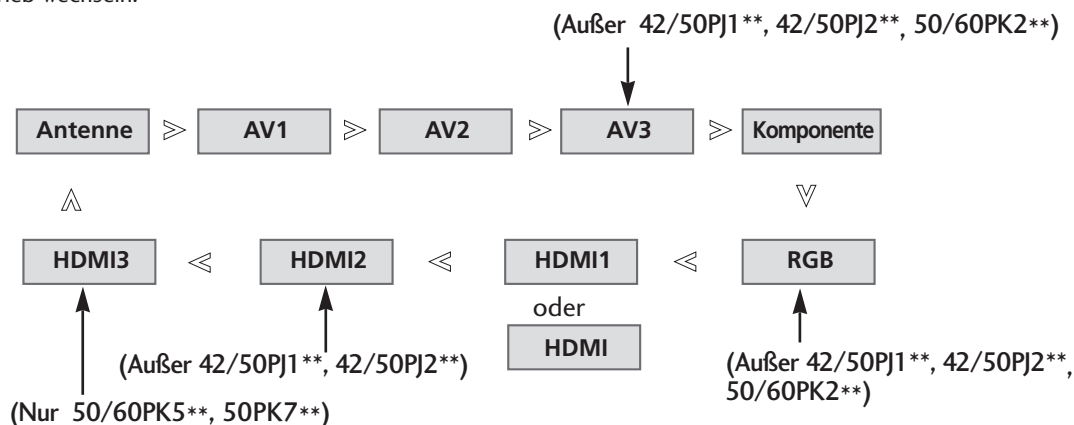 (Außer 42/50PJ1**, 42/50PJ2**, 50/60PK2**)
Antenne
AV1
AV2
AV3
Komponente
HDMI3
HDMI2
HDMI1
RGB
oder
HDMI
(Außer 42/50PJ1**, 42/50PJ2**)
(Außer 42/50PJ1**, 42/50PJ2**,
50/60PK2**)
(Nur 50/60PK5**, 50PK7**)